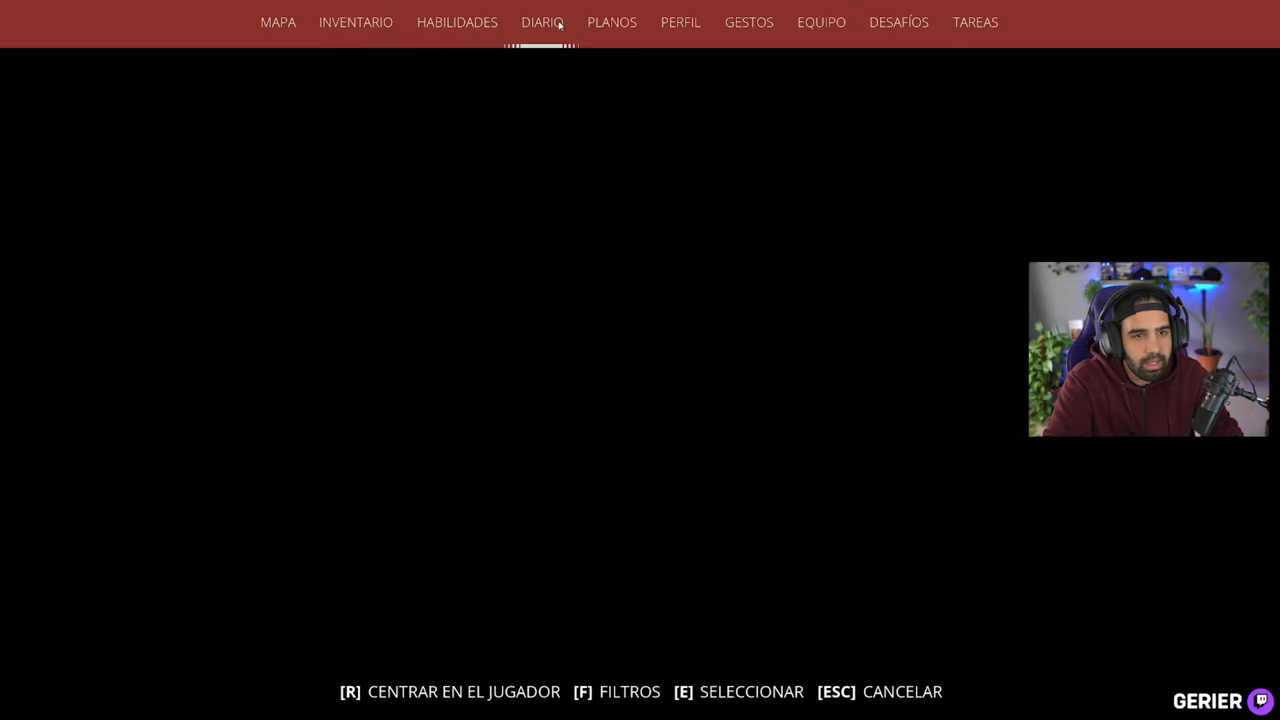 MAPA INVENTARIO HABILIDADES DIARIO PLANOS PERFIL GESTOS EQUIPO DESAFÍOS TAREAS
[R] CENTRAR EN EL JUGADOR [F] FILTROS [E] SELECCIONAR [ESC] CANCELAR
GERIER